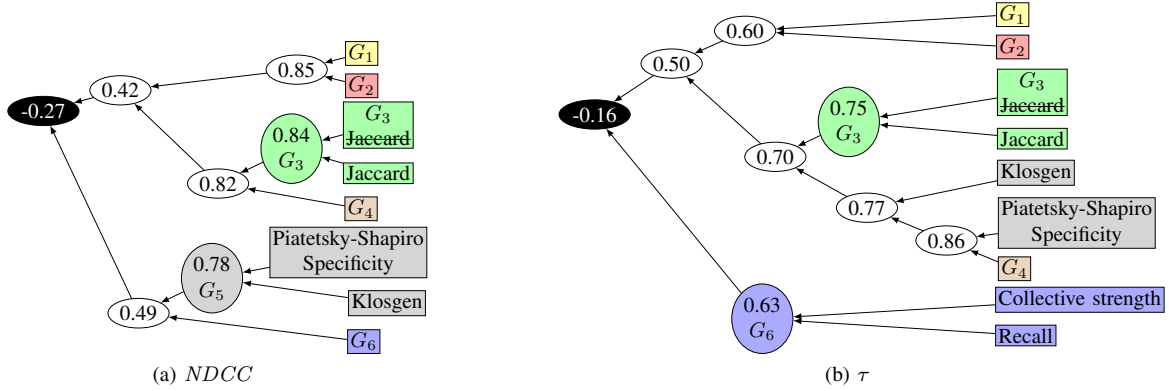 -0.27
0.42
0.85
G1
G2
0.84
G3
G3
Jaccard
Jaccard
0.82
G4
0.49
0.78
G5
Piatetsky-Shapiro
Specificity
Klosgen
G6
(a) NDCC
-0.16
0.50
0.60
G1
G2
0.75
G3
G3
Jaccard
Jaccard
0.70
Klosgen
0.77
Piatetsky-Shapiro
Specificity
0.86
G4
0.63
G6
Collective strength
Recall
(b) τ